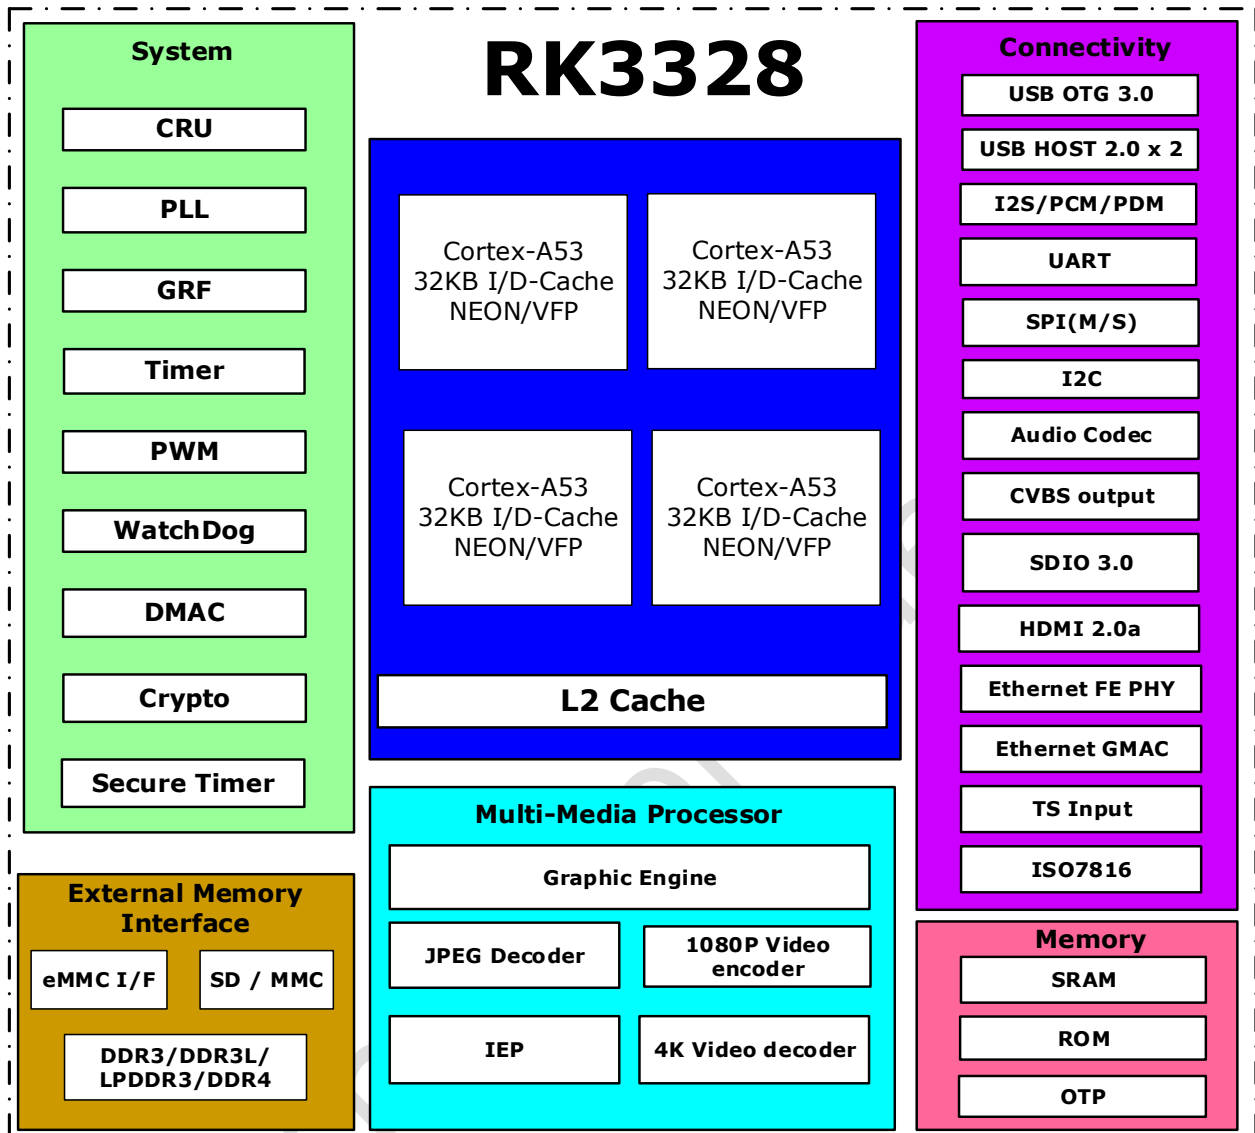 RK3328
System
CRU
PLL
GRF
Timer
PWM
WatchDog
DMAC
Crypto
Secure Timer
External Memory
Interface
eMMC I/F
SD / MMC
DDR3/DDR3L/
LPDDR3/DDR4
Cortex-A53
32KB I/D-Cache
NEON/VFP
Cortex-A53
32KB I/D-Cache
NEON/VFP
Cortex-A53
32KB I/D-Cache
NEON/VFP
Cortex-A53
32KB I/D-Cache
NEON/VFP
L2 Cache
Multi-Media Processor
Graphic Engine
JPEG Decoder
1080P Video
encoder
IEP
4K Video decoder
Connectivity
USB OTG 3.0
USB HOST 2.0 x 2
I2S/PCM/PDM
UART
SPI(M/S)
I2C
Audio Codec
CVBS output
SDIO 3.0
HDMI 2.0a
Ethernet FE PHY
Ethernet GMAC
TS Input
ISO7816
Memory
SRAM
ROM
OTP